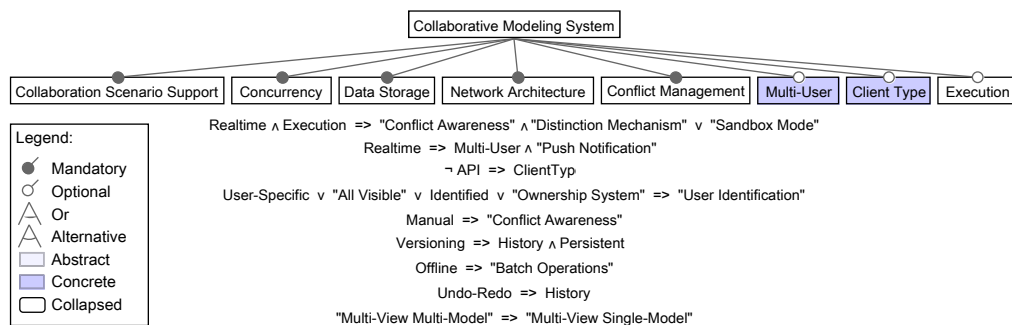 Collaborative Modeling System
Collaboration Scenario Support Concurrency Data Storage Network Architecture Conflict Management Multi-User Client Type Execution
Legend:
Mandatory
Optional
Or
Alternative
Abstract
Concrete
Collapsed
Realtime ∧ Execution => "Conflict Awareness" ∧ "Distinction Mechanism" ∨ "Sandbox Mode"
Realtime => Multi-User ∧ "Push Notification"
¬ API => ClientType
User-Specific ∨ "All Visible" ∨ Identified ∨ "Ownership System" => "User Identification"
Manual => "Conflict Awareness"
Versioning => History ∧ Persistent
Offline => "Batch Operations"
Undo-Redo => History
"Multi-View Multi-Model" => "Multi-View Single-Model"